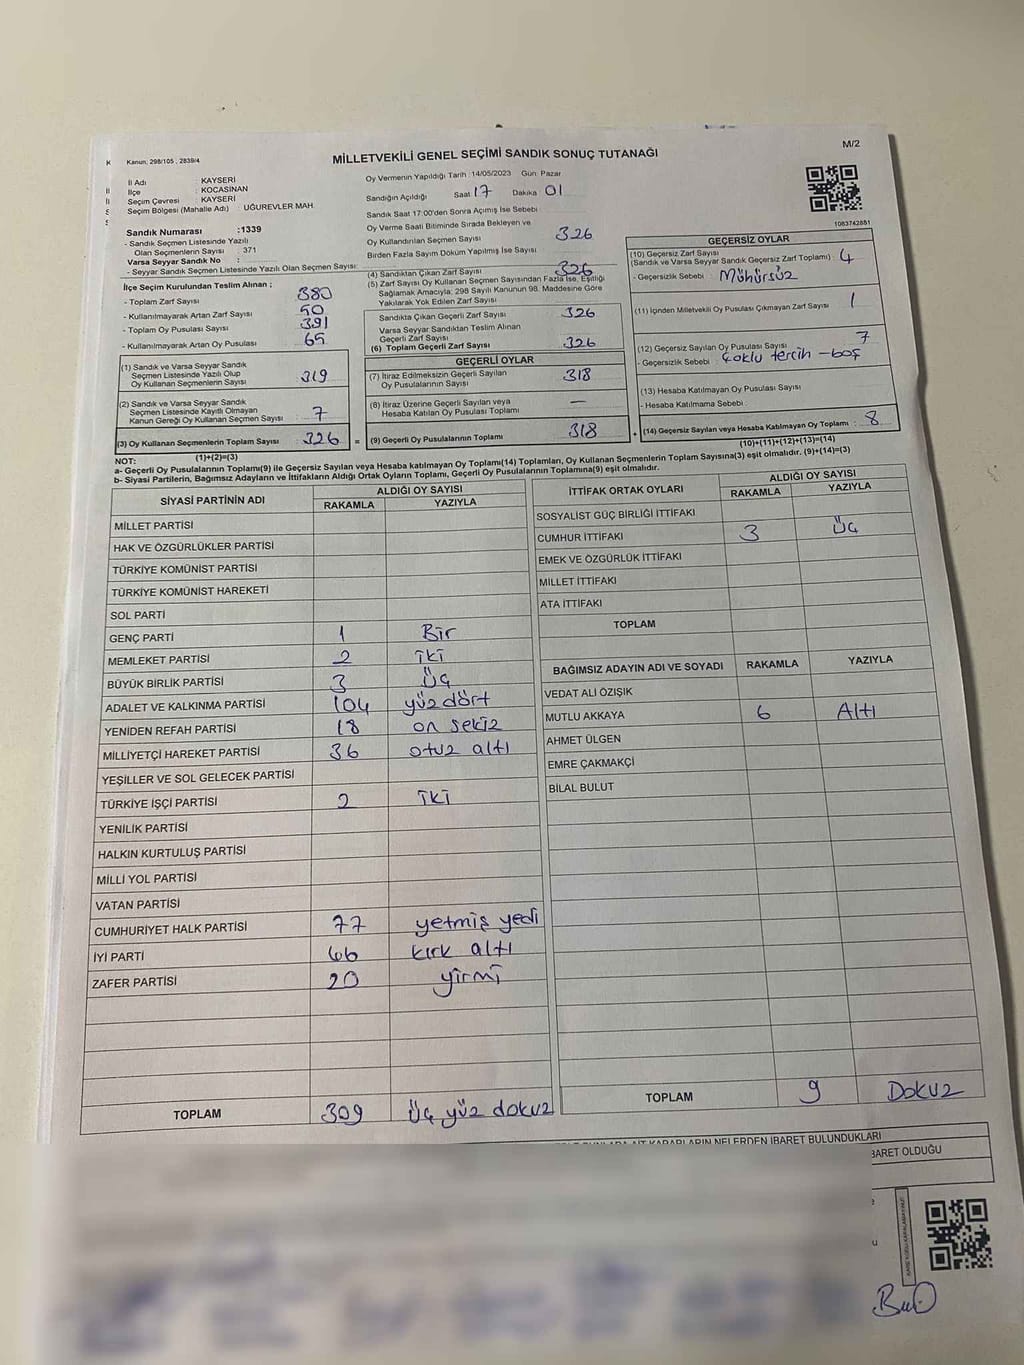 M/2
Kanun; 298/105 , 2839/4
MİLLETVEKİLİ GENEL SEÇİMİ SANDIK SONUÇ TUTANAĞI
İl Adı : KAYSERİ
İlçe : KOCASİNAN
Seçim Çevresi : KAYSERİ
Seçim Bölgesi (Mahalle Adı) : UĞUREVLER MAH.
Sandık Numarası :1339
- Sandık Seçmen Listesinde Yazılı
Olan Seçmenlerin Sayısı : 371
Varsa Seyyar Sandık No :
- Seyyar Sandık Seçmen Listesinde Yazılı Olan Seçmen Sayısı:
İlçe Seçim Kurulundan Teslim Alınan ;
- Toplam Zarf Sayısı : 380
- Kullanılmayarak Artan Zarf Sayısı : 50
- Toplam Oy Pusulası Sayısı : 391
- Kullanılmayarak Artan Oy Pusulası : 65
(1) Sandık ve Varsa Seyyar Sandık
Seçmen Listesinde Yazılı Olup
Oy Kullanan Seçmenlerin Sayısı : 319
(2) Sandık ve Varsa Seyyar Sandık
Seçmen Listesinde Kayıtlı Olmayan
Kanun Gereği Oy Kullanan Seçmen Sayısı : 7
(3) Oy Kullanan Seçmenlerin Toplam Sayısı : 326
(1)+(2)=(3)
Oy Vermenin Yapıldığı Tarih : 14/05/2023 Gün Pazar
Sandığın Açıldığı Saat 17 Dakika 01
Sandık Saat 17:00'den Sonra Açılmış İse Sebebi
Oy Verme Saati Bitiminde Sırada Bekleyen ve
Oy Kullandırılan Seçmen Sayısı : 326
Birden Fazla Sayım Döküm Yapılmış İse Sayısı :
(4) Sandıktan Çıkan Zarf Sayısı : 326
(5) Zarf Sayısı Oy Kullanan Seçmen Sayısından Fazla İse, Eşitliği
Sağlamak Amacıyla; 298 Sayılı Kanunun 98. Maddesine Göre
Yakılarak Yok Edilen Zarf Sayısı :
Sandıkta Çıkan Geçerli Zarf Sayısı : 326
Varsa Seyyar Sandıktan Teslim Alınan
Geçerli Zarf Sayısı :
(6) Toplam Geçerli Zarf Sayısı : 326
GEÇERLİ OYLAR
(7) İtiraz Edilmeksizin Geçerli Sayılan
Oy Pusulalarının Sayısı : 318
(8) İtiraz Üzerine Geçerli Sayılan veya
Hesaba Katılan Oy Pusulası Toplamı : —
= (9) Geçerli Oy Pusulalarının Toplamı : 318 +
1083742881
GEÇERSİZ OYLAR
(10) Geçersiz Zarf Sayısı
(Sandık ve Varsa Seyyar Sandık Geçersiz Zarf Toplamı) : 4
- Geçersizlik Sebebi : Mühürsüz
(11) İçinden Milletvekili Oy Pusulası Çıkmayan Zarf Sayısı : 1
(12) Geçersiz Sayılan Oy Pusulası Sayısı : 7
- Geçersizlik Sebebi : Çoklu tercih - boş
(13) Hesaba Katılmayan Oy Pusulası Sayısı
- Hesaba Katılmama Sebebi :
(14) Geçersiz Sayılan veya Hesaba Katılmayan Oy Toplamı : 8
(10)+(11)+(12)+(13)=(14)
NOT:
a- Geçerli Oy Pusulalarının Toplamı(9) ile Geçersiz Sayılan veya Hesaba katılmayan Oy Toplamı(14) Toplamları, Oy Kullanan Seçmenlerin Toplam Sayısına(3) eşit olmalıdır. (9)+(14)=(3)
b- Siyasi Partilerin, Bağımsız Adayların ve İttifakların Aldığı Ortak Oyların Toplamı, Geçerli Oy Pusulalarının Toplamına(9) eşit olmalıdır.
SİYASİ PARTİNİN ADI ALDIĞI OY SAYISI
RAKAMLA YAZIYLA
MİLLET PARTİSİ
HAK VE ÖZGÜRLÜKLER PARTİSİ
TÜRKİYE KOMÜNİST PARTİSİ
TÜRKİYE KOMÜNİST HAREKETİ
SOL PARTİ
GENÇ PARTİ 1 Bir
MEMLEKET PARTİSİ 2 iki
BÜYÜK BİRLİK PARTİSİ 3 üç
ADALET VE KALKINMA PARTİSİ 104 yüz dört
YENİDEN REFAH PARTİSİ 18 on sekiz
MİLLİYETÇİ HAREKET PARTİSİ 36 otuz altı
YEŞİLLER VE SOL GELECEK PARTİSİ
TÜRKİYE İŞÇİ PARTİSİ 2 iki
YENİLİK PARTİSİ
HALKIN KURTULUŞ PARTİSİ
MİLLİ YOL PARTİSİ
VATAN PARTİSİ
CUMHURİYET HALK PARTİSİ 77 yetmiş yedi
İYİ PARTİ 46 kırk altı
ZAFER PARTİSİ 20 yirmi
TOPLAM 309 üç yüz dokuz
İTTİFAK ORTAK OYLARI ALDIĞI OY SAYISI
RAKAMLA YAZIYLA
SOSYALİST GÜÇ BİRLİĞİ İTTİFAKI
CUMHUR İTTİFAKI 3 üç
EMEK VE ÖZGÜRLÜK İTTİFAKI
MİLLET İTTİFAKI
ATA İTTİFAKI
TOPLAM
BAĞIMSIZ ADAYIN ADI VE SOYADI RAKAMLA YAZIYLA
VEDAT ALİ ÖZIŞIK
MUTLU AKKAYA 6 Altı
AHMET ÜLGEN
EMRE ÇAKMAKÇİ
BİLAL BULUT
TOPLAM 9 Dokuz
KARARLARIN NELERDEN İBARET BULUNDUKLARI
BARET OLDUĞU